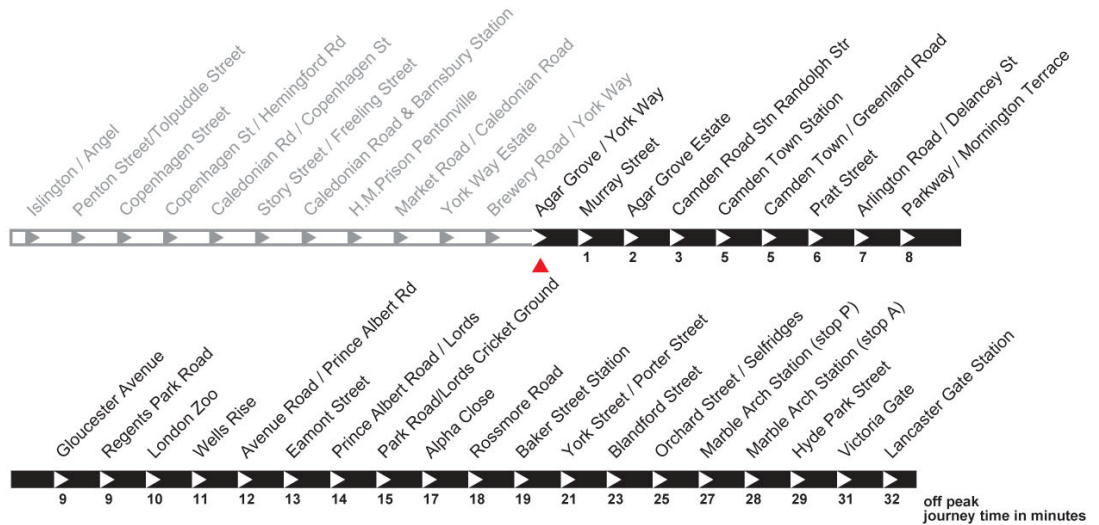 Islington / Angel
Penton Street/Tolpuddle Street
Copenhagen Street
Copenhagen St / Hemingford Rd
Caledonian Rd / Copenhagen St
Story Street / Freeling Street
Caledonian Road & Barnsbury Station
H.M.Prison Pentonville
Market Road / Caledonian Road
York Way Estate
Brewery Road / York Way
Agar Grove / York Way
Murray Street
Agar Grove Estate
Camden Road Stn Randolph Str
Camden Town Station
Camden Town / Greenland Road
Pratt Street
Arlington Road / Delancey St
Parkway / Mornington Terrace
1 2 3 5 5 6 7 8
Gloucester Avenue
Regents Park Road
London Zoo
Wells Rise
Avenue Road / Prince Albert Rd
Eamont Street
Prince Albert Road / Lords
Park Road/Lords Cricket Ground
Alpha Close
Rossmore Road
Baker Street Station
York Street / Porter Street
Blandford Street
Orchard Street / Selfridges
Marble Arch Station (stop P)
Marble Arch Station (stop A)
Hyde Park Street
Victoria Gate
Lancaster Gate Station
9 9 10 11 12 13 14 15 17 18 19 21 23 25 27 28 29 31 32
off peak
journey time in minutes